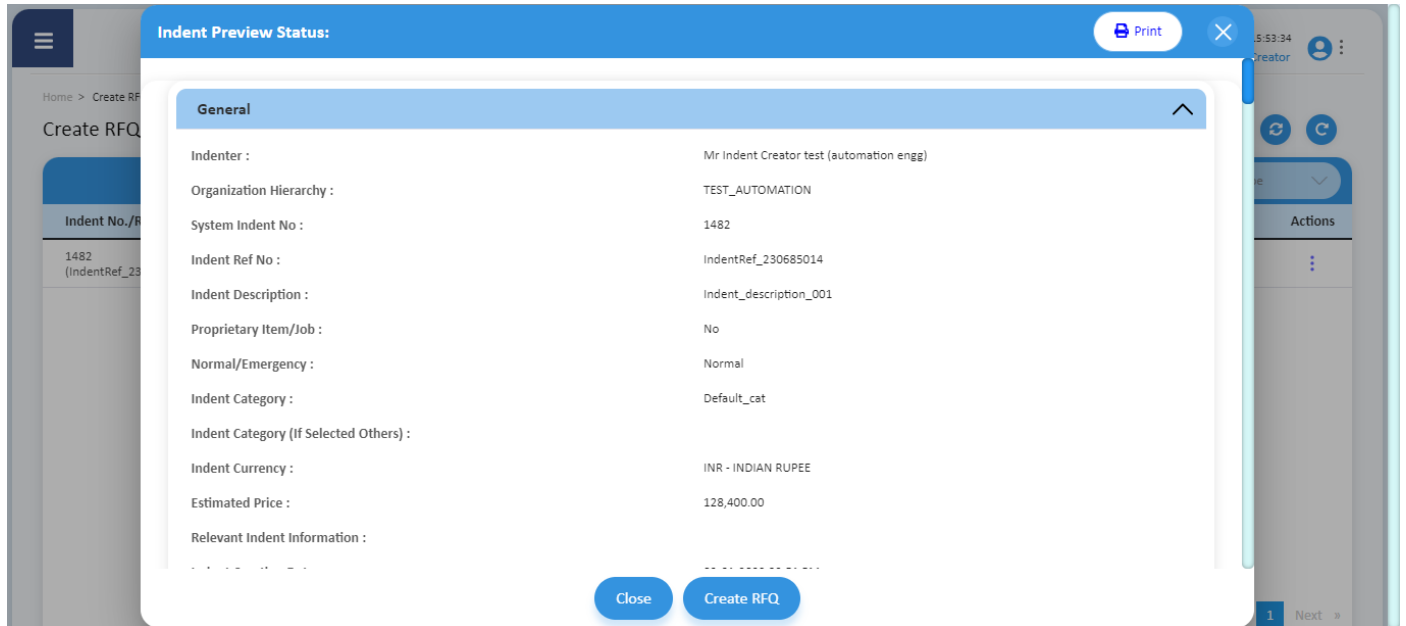 Indent Preview Status:
Print
5:53:34
Creator
Home > Create RF
Create RFQ
General
Indenter : Mr Indent Creator test (automation engg)
Organization Hierarchy : TEST_AUTOMATION
Indent No./R
Actions
System Indent No : 1482
1482
(IndentRef_23
Indent Ref No : IndentRef_230685014
Indent Description : Indent_description_001
Proprietary Item/Job : No
Normal/Emergency : Normal
Indent Category : Default_cat
Indent Category (If Selected Others) :
Indent Currency : INR - INDIAN RUPEE
Estimated Price : 128,400.00
Relevant Indent Information :
Close
Create RFQ
1 Next »